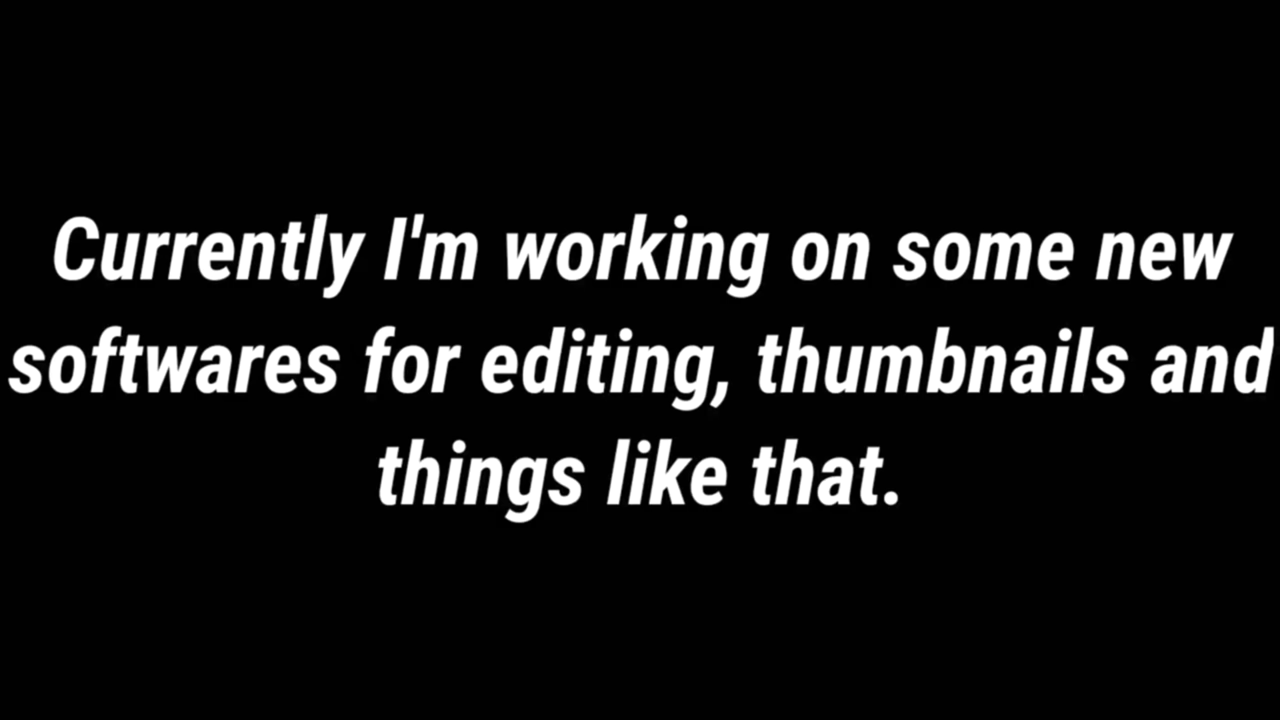 Currently I'm working on some new
softwares for editing, thumbnails and
things like that.